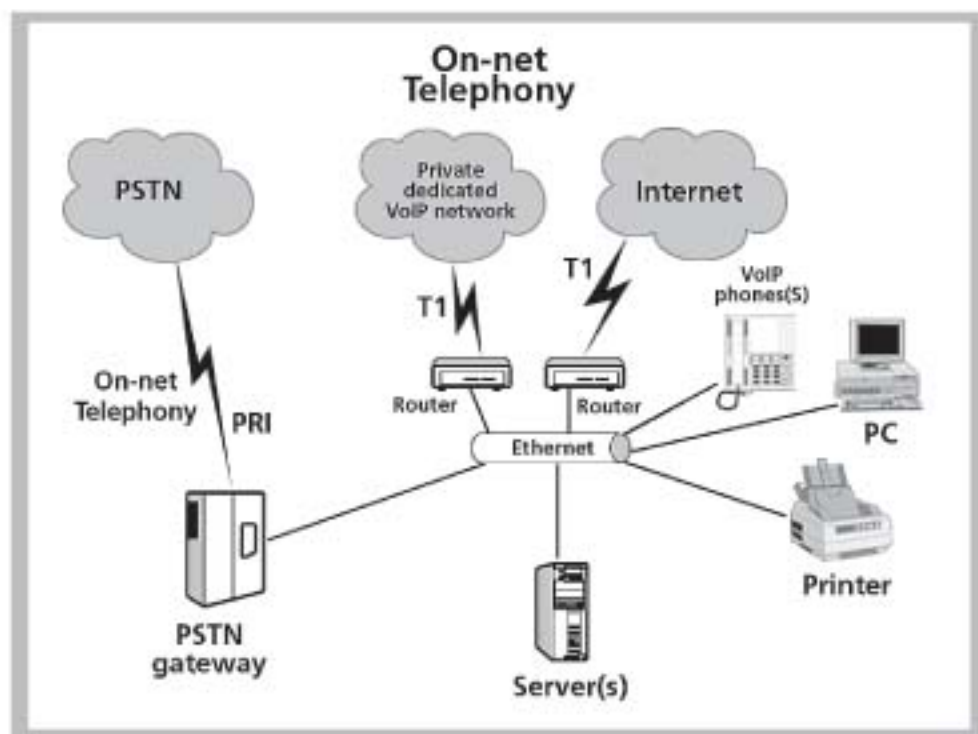 On-net
Telephony
PSTN
Private
dedicated
VoIP network
Internet
T1
T1
VoIP
phones(S)
On-net
Telephony
PRI
Router
Router
PC
Ethernet
Printer
PSTN
gateway
Server(s)